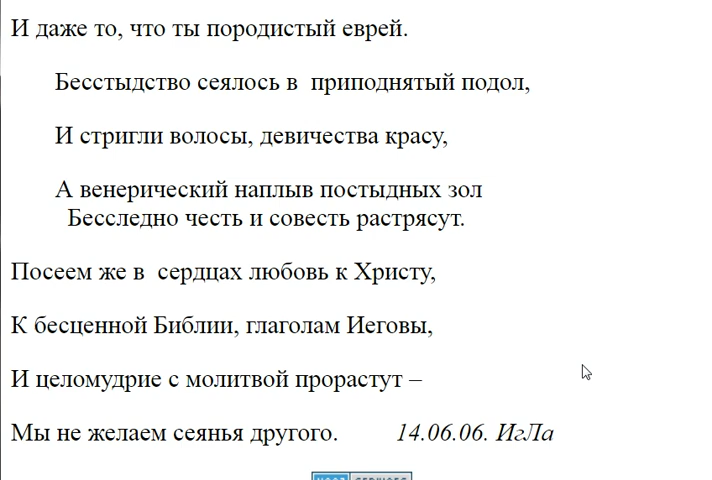 И даже то, что ты породистый еврей.
Бесстыдство сеялось в приподнятый подол,
И стригли волосы, девичества красу,
А венерический наплыв постыдных зол
Бесследно честь и совесть растрясут.
Посеем же в сердцах любовь к Христу,
К бесценной Библии, глаголам Иеговы,
И целомудрие с молитвой прорастут –
Мы не желаем сеянья другого. 14.06.06. ИгЛа